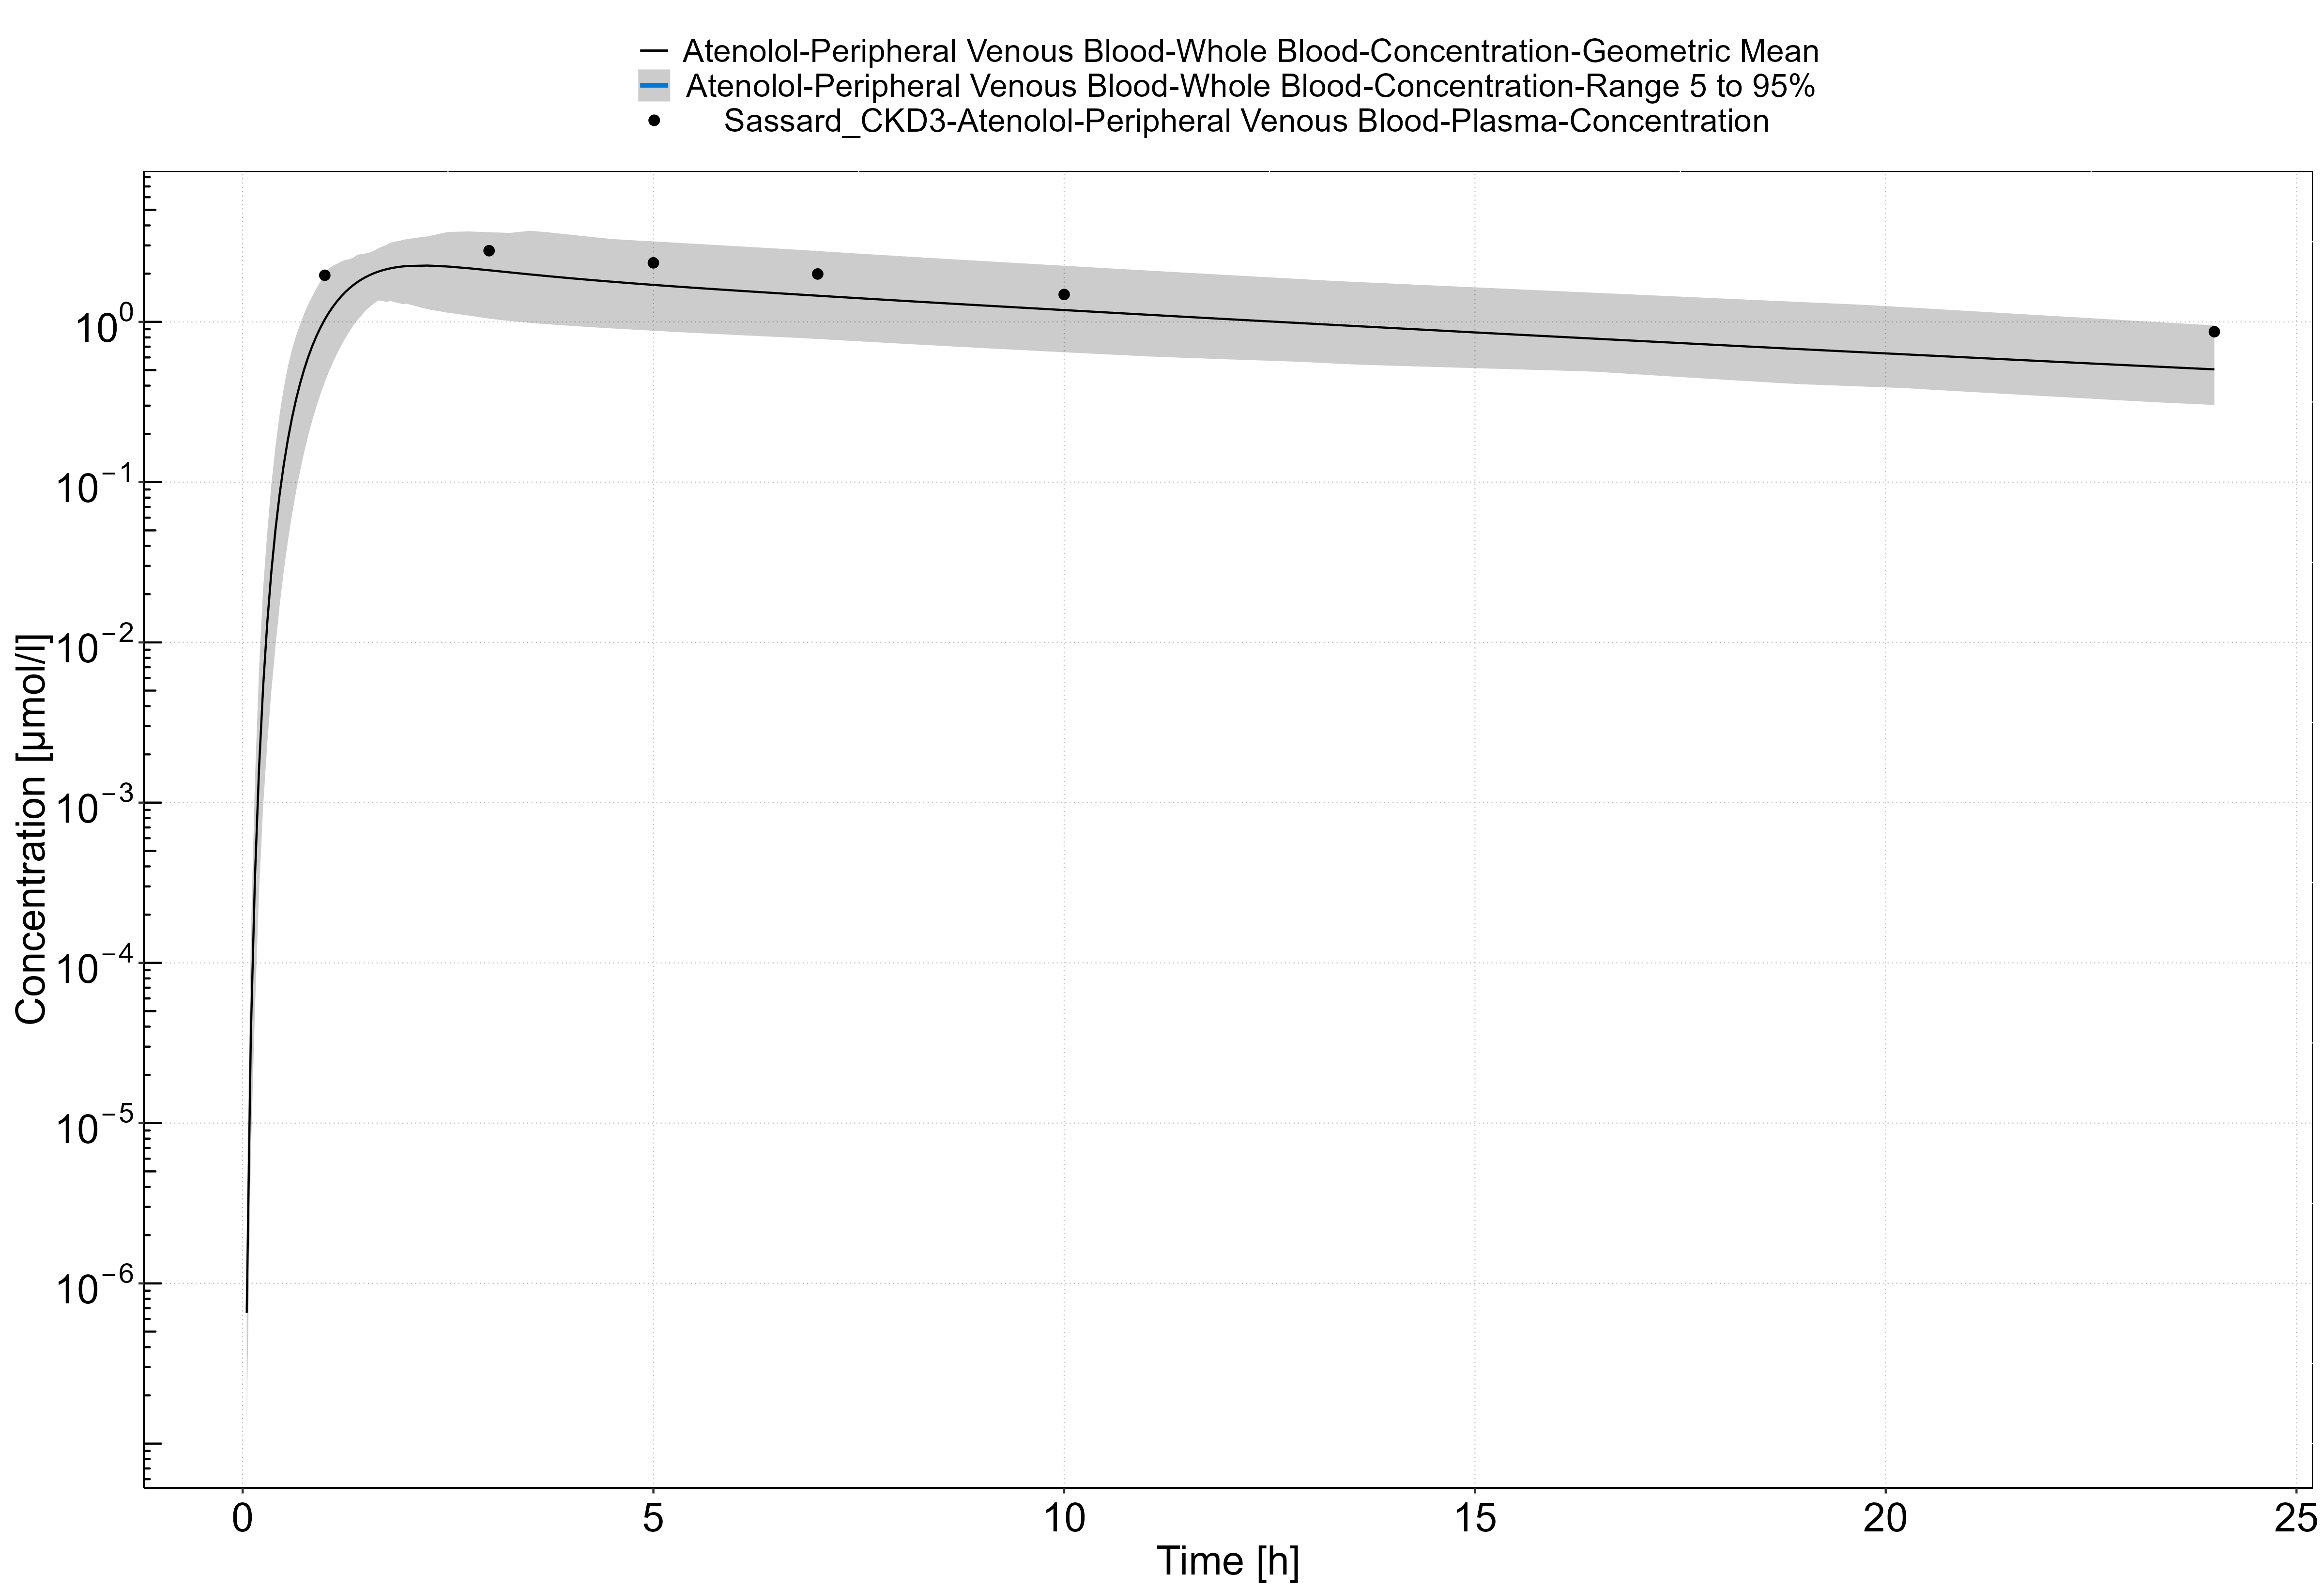 Atenolol-Peripheral Venous Blood-Whole Blood-Concentration-Geometric Mean
Atenolol-Peripheral Venous Blood-Whole Blood-Concentration-Range 5 to 95%
Sassard_CKD3-Atenolol-Peripheral Venous Blood-Plasma-Concentration
Concentration [µmol/l]
10⁰
10⁻¹
10⁻²
10⁻³
10⁻⁴
10⁻⁵
10⁻⁶
0 5 10 15 20 25
Time [h]